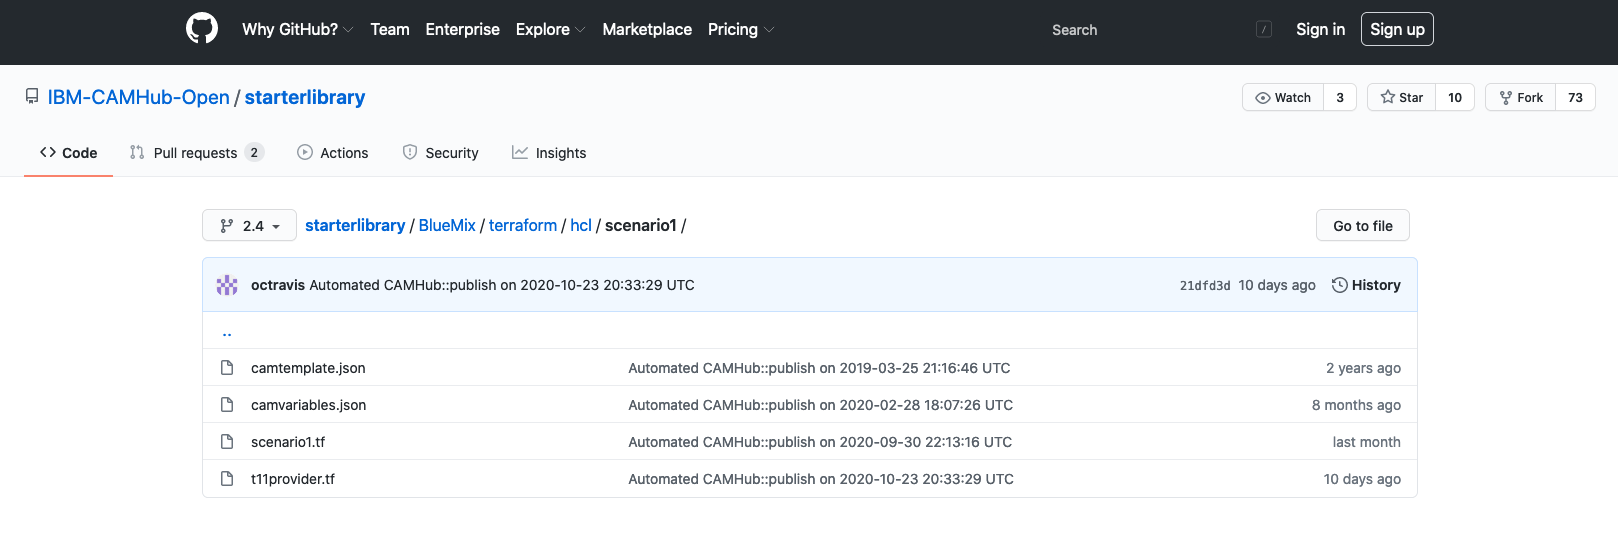 Why GitHub? Team Enterprise Explore Marketplace Pricing Search / Sign in Sign up
IBM-CAMHub-Open / starterlibrary Watch 3 Star 10 Fork 73
Code Pull requests 2 Actions Security Insights
2.4 starterlibrary / BlueMix / terraform / hcl / scenario1 / Go to file
octravis Automated CAMHub::publish on 2020-10-23 20:33:29 UTC 21dfd3d 10 days ago History
..
camtemplate.json Automated CAMHub::publish on 2019-03-25 21:16:46 UTC 2 years ago
camvariables.json Automated CAMHub::publish on 2020-02-28 18:07:26 UTC 8 months ago
scenario1.tf Automated CAMHub::publish on 2020-09-30 22:13:16 UTC last month
t11provider.tf Automated CAMHub::publish on 2020-10-23 20:33:29 UTC 10 days ago